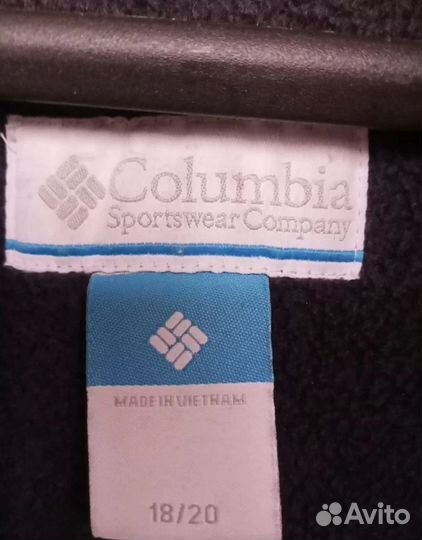 Columbia
Sportswear Company
MADE IN VIETNAM
18/20
Avito